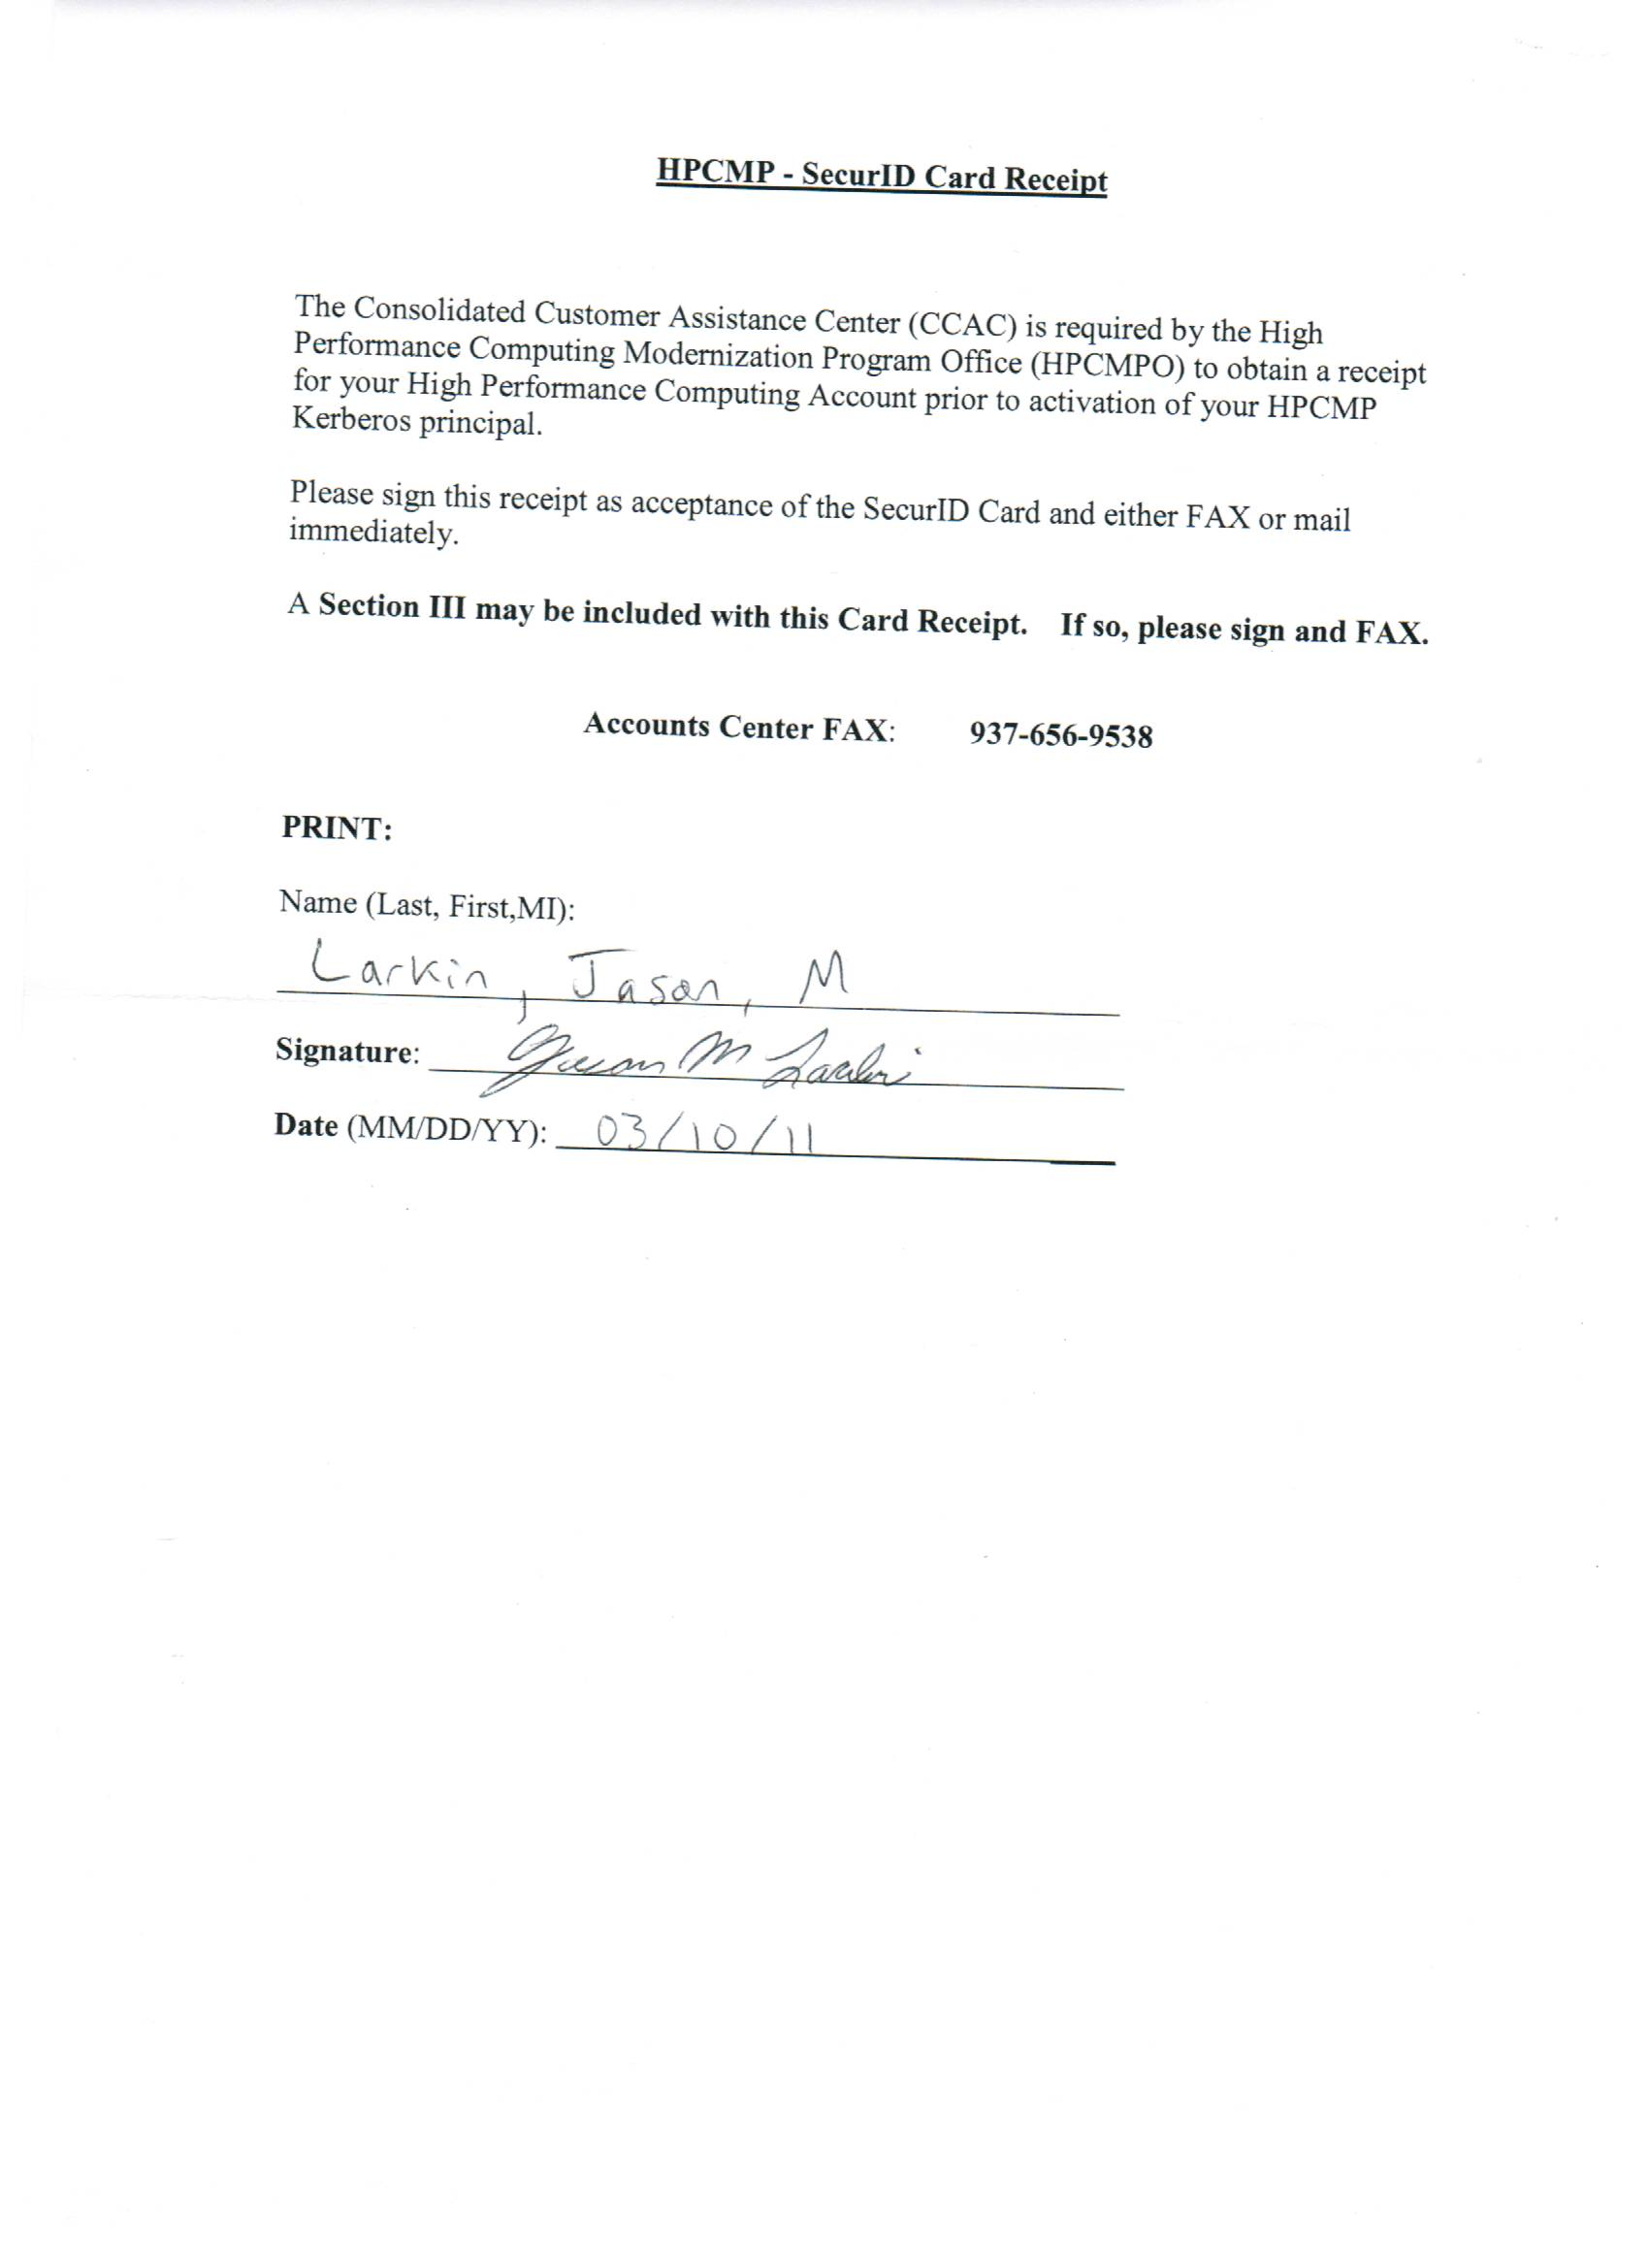 HPCMP - SecurID Card Receipt
The Consolidated Customer Assistance Center (CCAC) is required by the High
Performance Computing Modernization Program Office (HPCMPO) to obtain a receipt
for your High Performance Computing Account prior to activation of your HPCMP
Kerberos principal.
Please sign this receipt as acceptance of the SecurID Card and either FAX or mail
immediately.
A Section III may be included with this Card Receipt. If so, please sign and FAX.
Accounts Center FAX: 937-656-9538
PRINT:
Name (Last, First,MI):
Larkin, Jason, M
Signature: Jason M Larkin
Date (MM/DD/YY): 03/10/11